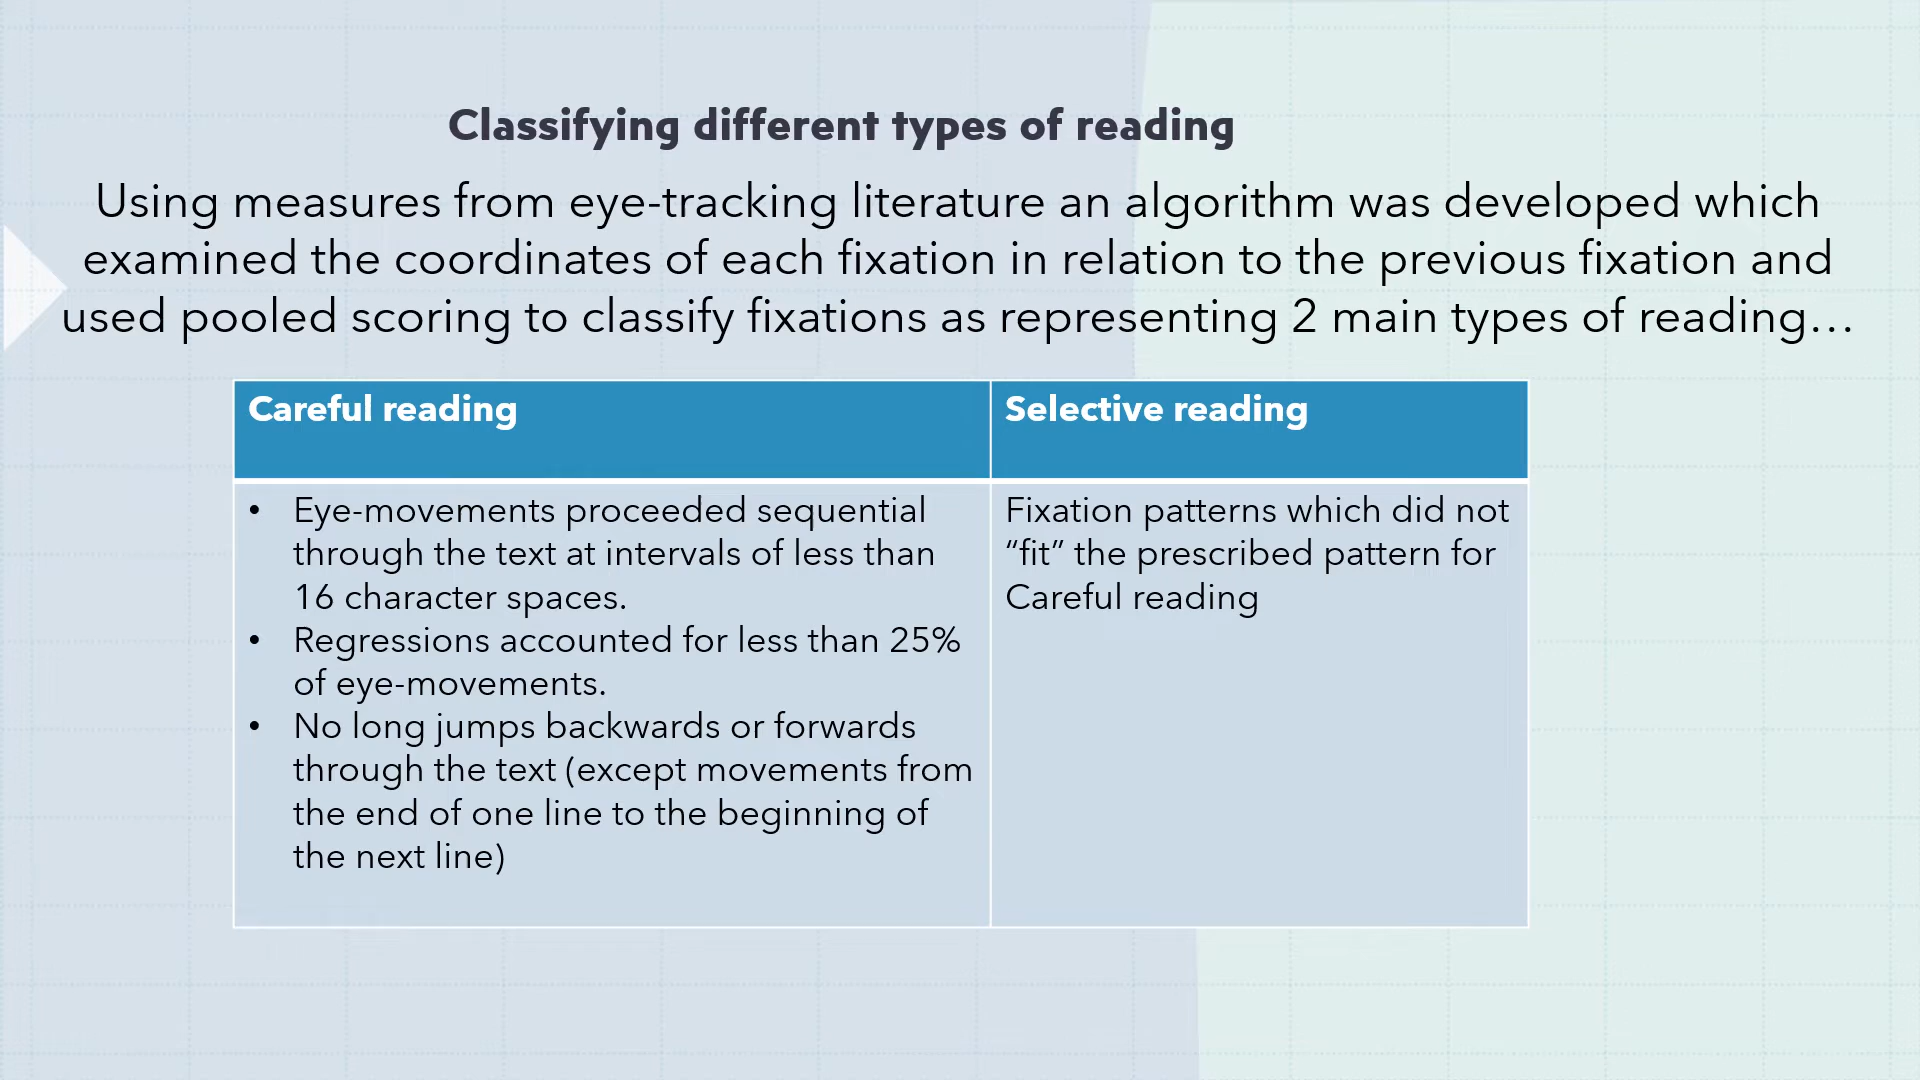 Classifying different types of reading
Using measures from eye-tracking literature an algorithm was developed which
examined the coordinates of each fixation in relation to the previous fixation and
used pooled scoring to classify fixations as representing 2 main types of reading…
Careful reading
Selective reading
• Eye-movements proceeded sequential
through the text at intervals of less than
16 character spaces.
• Regressions accounted for less than 25%
of eye-movements.
• No long jumps backwards or forwards
through the text (except movements from
the end of one line to the beginning of
the next line)
Fixation patterns which did not
“fit” the prescribed pattern for
Careful reading